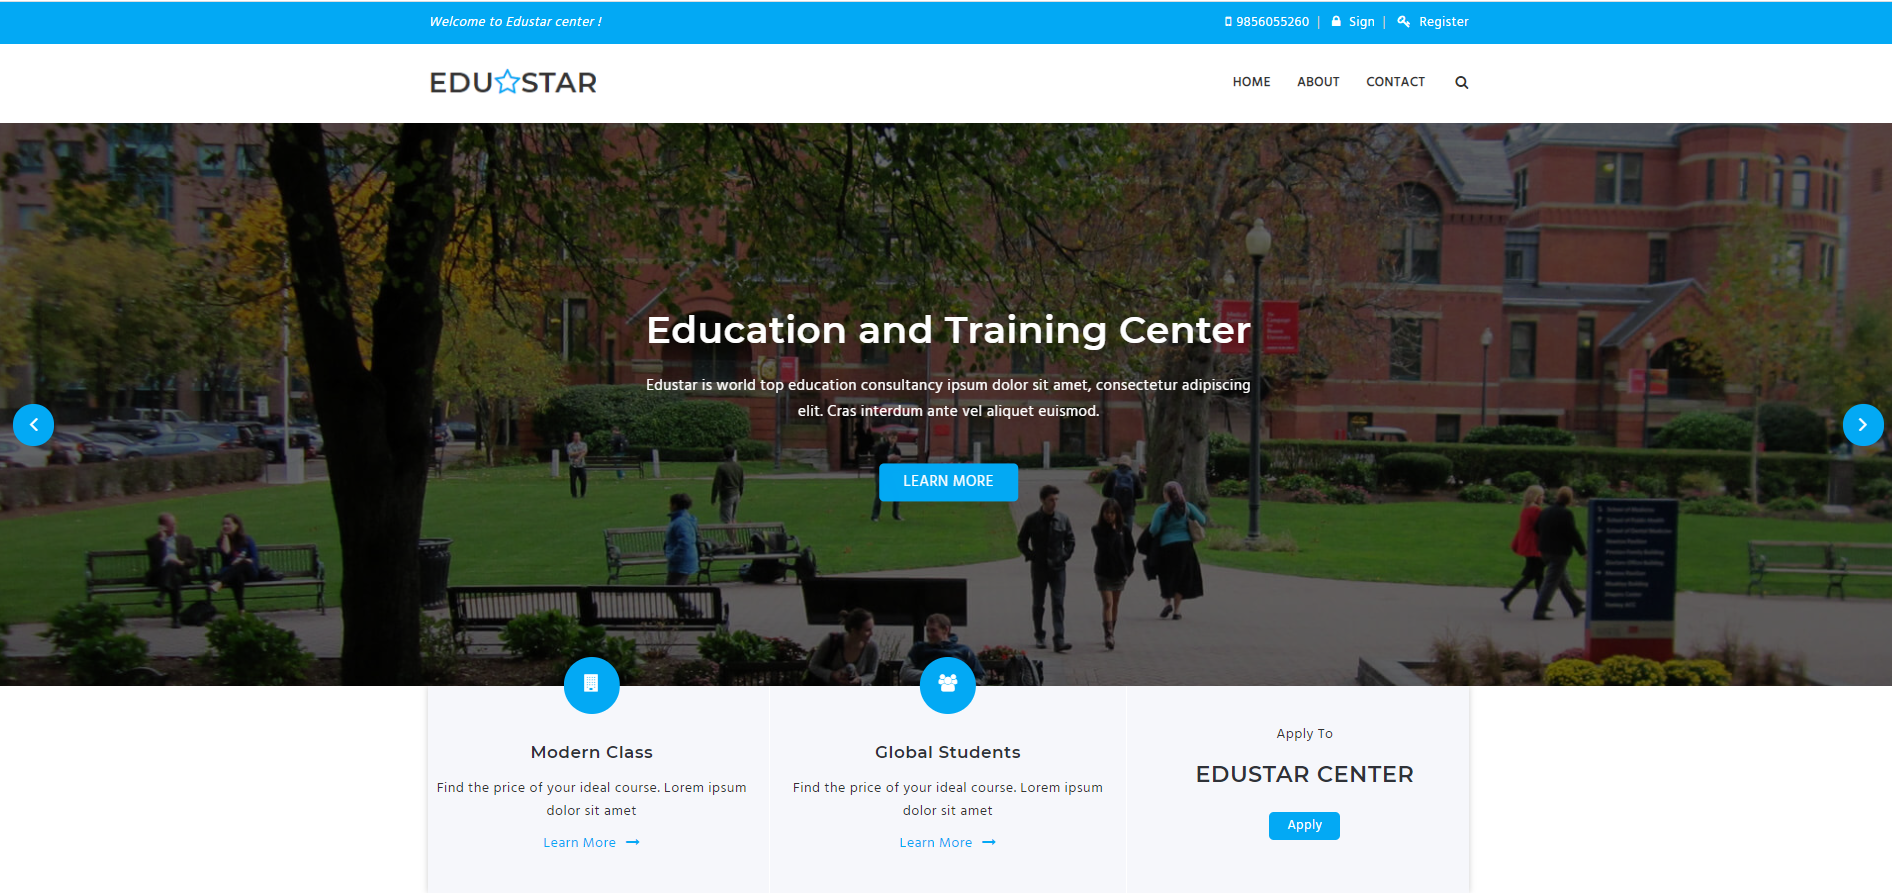 Welcome to Edustar center !
9856055260 | Sign | Register
EDU STAR
HOME ABOUT CONTACT
Education and Training Center
Edustar is world top education consultancy ipsum dolor sit amet, consectetur adipiscing
elit. Cras interdum ante vel aliquet euismod.
LEARN MORE
Modern Class
Find the price of your ideal course. Lorem ipsum
dolor sit amet
Learn More
Global Students
Find the price of your ideal course. Lorem ipsum
dolor sit amet
Learn More
Apply To
EDUSTAR CENTER
Apply